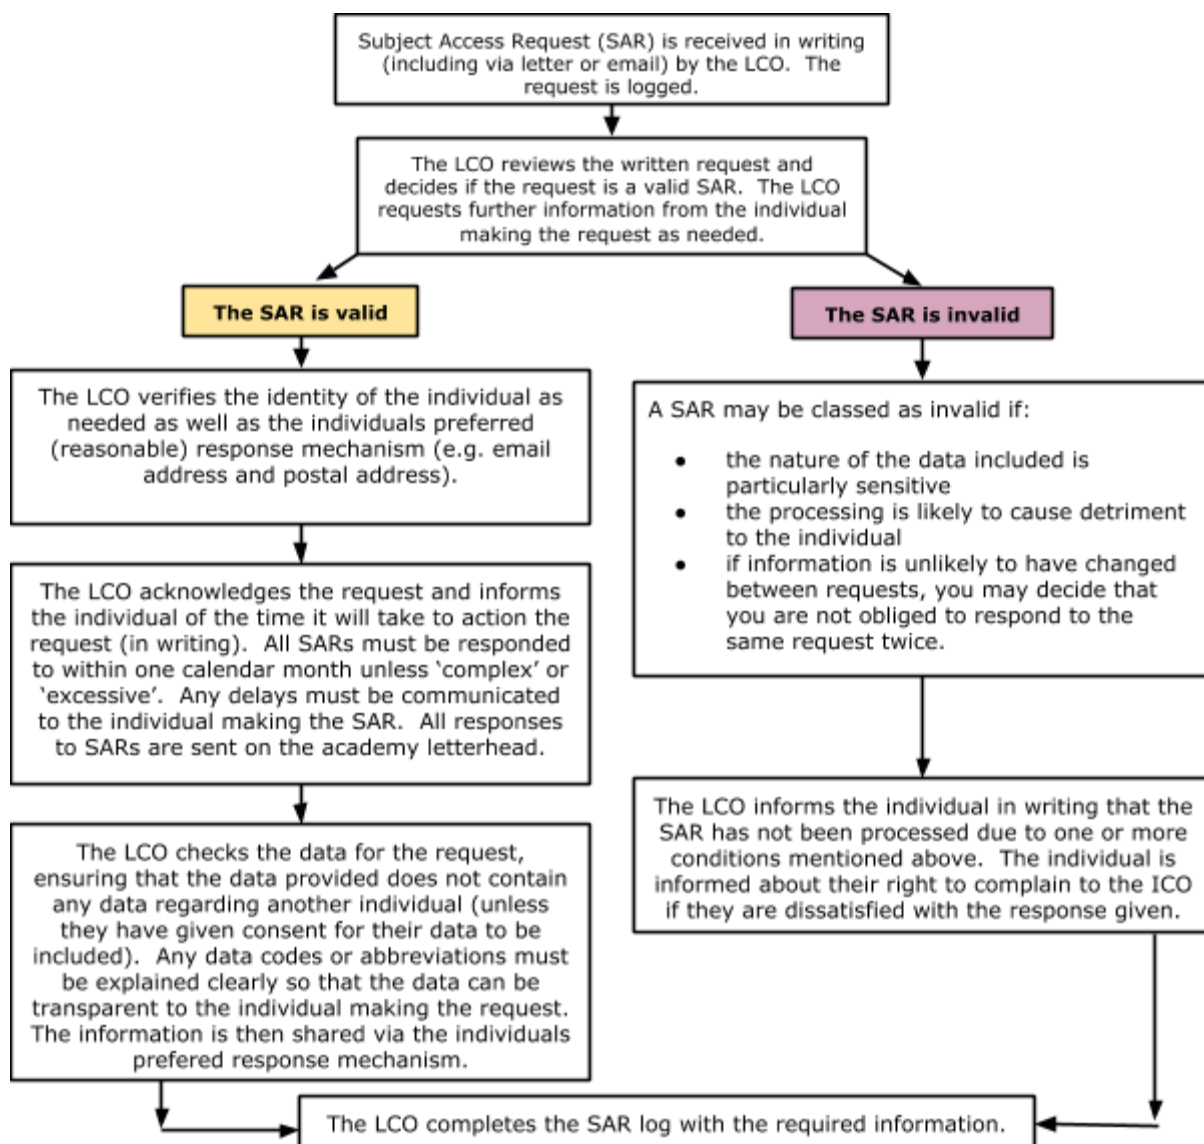 Subject Access Request (SAR) is received in writing
(including via letter or email) by the LCO.  The
request is logged.
The LCO reviews the written request and
decides if the request is a valid SAR.  The LCO
requests further information from the individual
making the request as needed.
The SAR is valid
The LCO verifies the identity of the individual as
needed as well as the individuals preferred
(reasonable) response mechanism (e.g. email
address and postal address).
The LCO acknowledges the request and informs
the individual of the time it will take to action the
request (in writing).  All SARs must be responded
to within one calendar month unless ‘complex’ or
‘excessive’.  Any delays must be communicated
to the individual making the SAR.  All responses
to SARs are sent on the academy letterhead.
The LCO checks the data for the request,
ensuring that the data provided does not contain
any data regarding another individual (unless
they have given consent for their data to be
included).  Any data codes or abbreviations must
be explained clearly so that the data can be
transparent to the individual making the request.
The information is then shared via the individuals
prefered response mechanism.
The SAR is invalid
A SAR may be classed as invalid if:
● the nature of the data included is
particularly sensitive
● the processing is likely to cause detriment
to the individual
● if information is unlikely to have changed
between requests, you may decide that
you are not obliged to respond to the
same request twice.
The LCO informs the individual in writing that the
SAR has not been processed due to one or more
conditions mentioned above.  The individual is
informed about their right to complain to the ICO
if they are dissatisfied with the response given.
The LCO completes the SAR log with the required information.